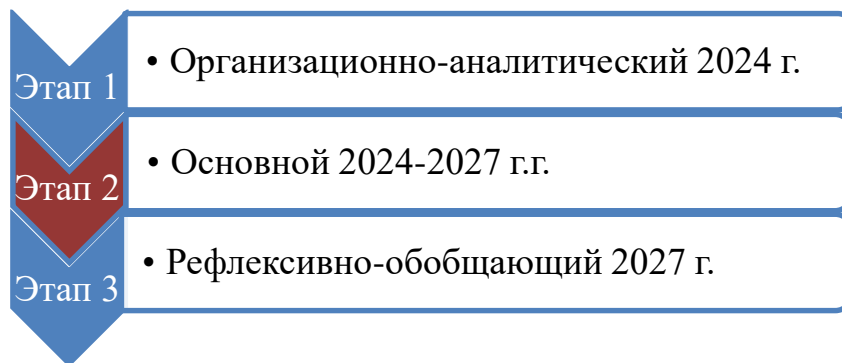 Этап 1
• Организационно-аналитический 2024 г.
Этап 2
• Основной 2024-2027 г.г.
Этап 3
• Рефлексивно-обобщающий 2027 г.